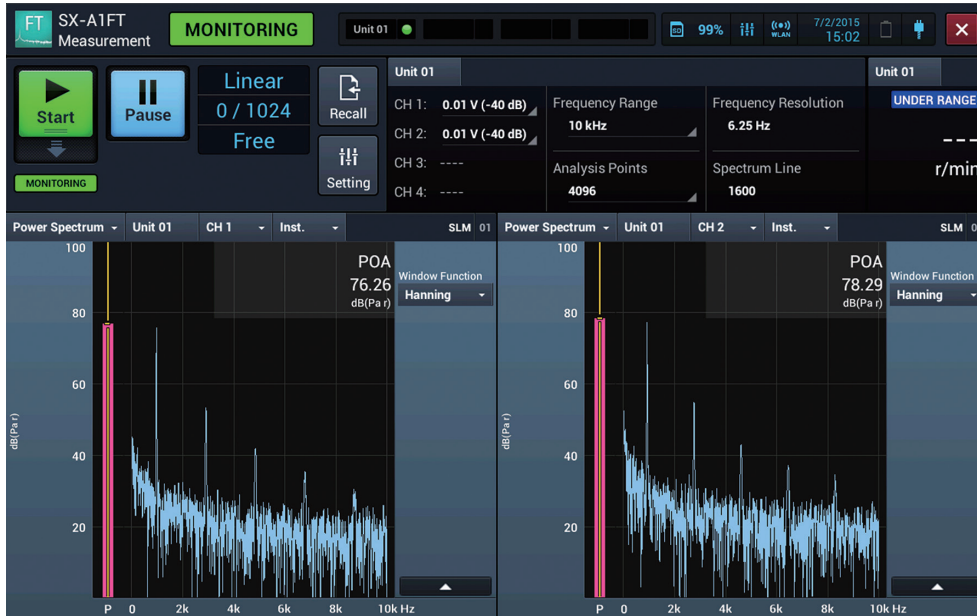 FT
SX-A1FT
Measurement
MONITORING
Unit 01
SD
99%
WLAN
7/2/2015
15:02
Start
Pause
Linear
0 / 1024
Free
Recall
Setting
MONITORING
Unit 01
CH 1: 0.01 V (-40 dB)
CH 2: 0.01 V (-40 dB)
CH 3: ----
CH 4: ----
Frequency Range
10 kHz
Analysis Points
4096
Frequency Resolution
6.25 Hz
Spectrum Line
1600
Unit 01
UNDER RANGE
---
r/min
Power Spectrum Unit 01 CH 1 Inst. SLM 01
100
80
60
40
20
dB(Pa r)
POA
76.26
dB(Pa r)
Window Function
Hanning
P 0 2k 4k 6k 8k 10k Hz
Power Spectrum Unit 01 CH 2 Inst. SLM 0
100
80
60
40
20
dB(Pa r)
POA
78.29
dB(Pa r)
Window Function
Hanning
P 0 2k 4k 6k 8k 10k Hz